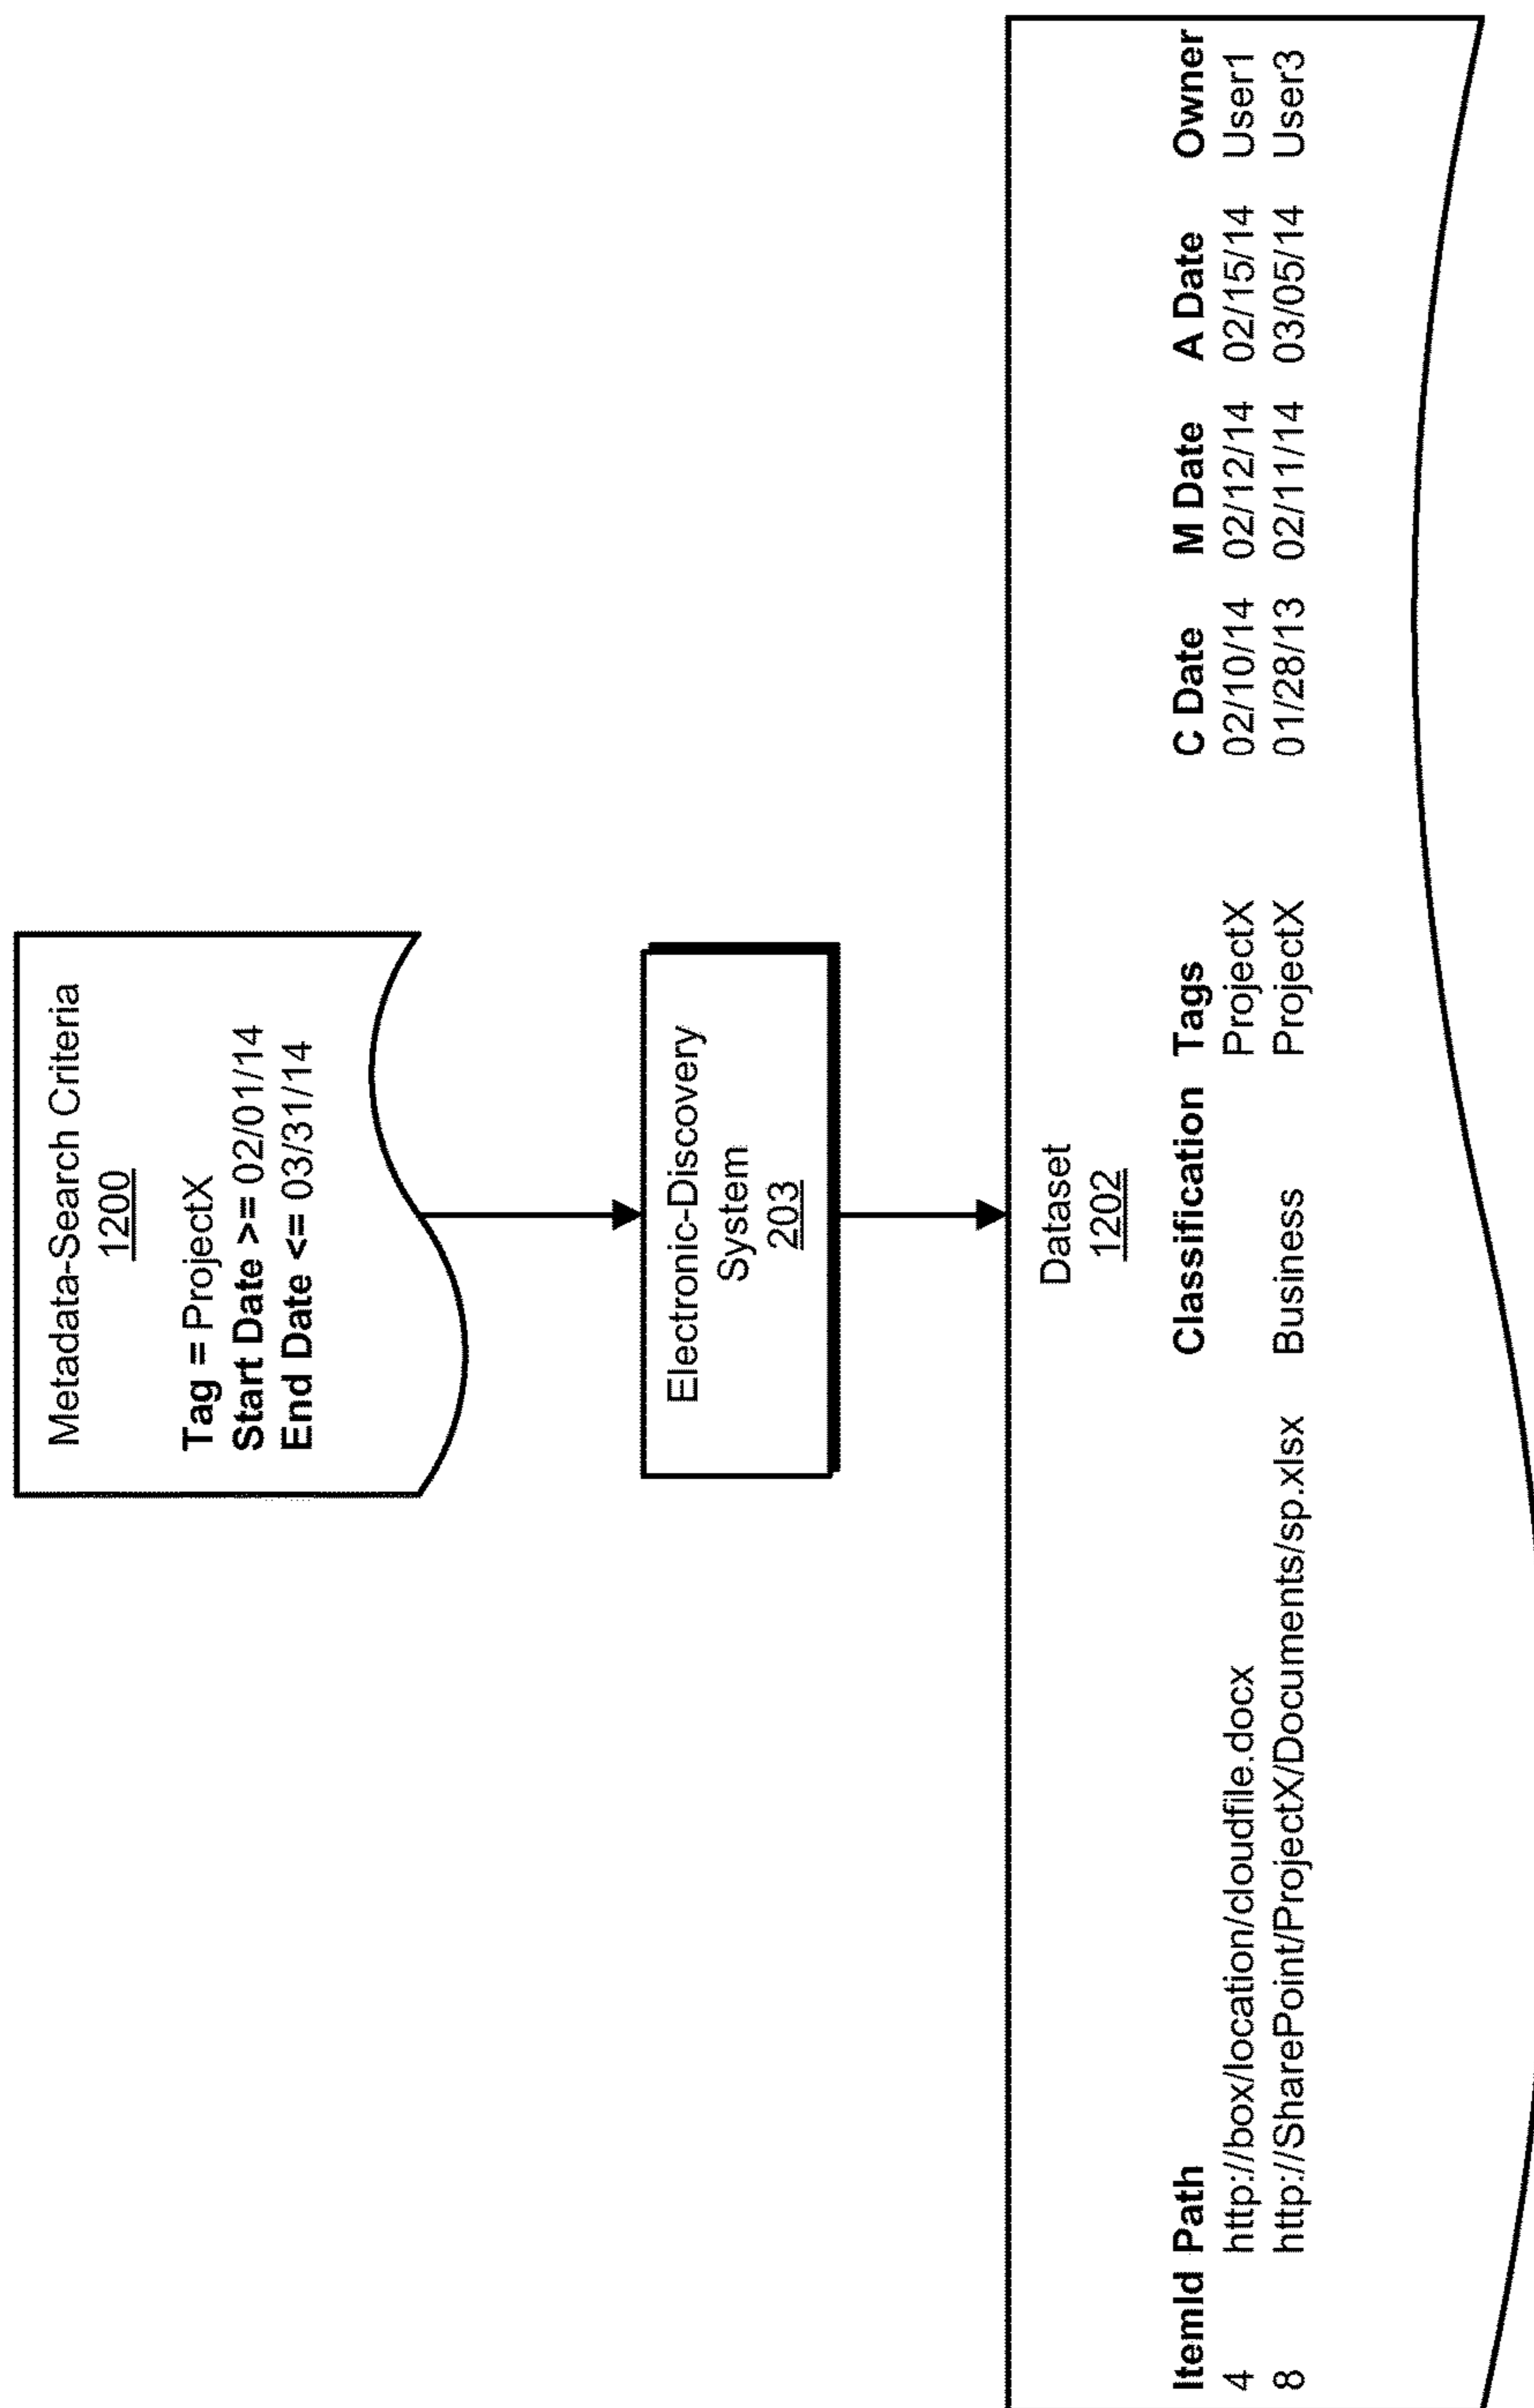 Metadata-Search Criteria
1200
Tag = ProjectX
Start Date >= 02/01/14
End Date <= 03/31/14
Electronic-Discovery
System
203
Dataset
1202
ItemId Path Classification Tags C Date M Date A Date Owner
4 http://box/location/cloudfile.docx ProjectX 02/10/14 02/12/14 02/15/14 User1
8 http://SharePoint/ProjectX/Documents/sp.xlsx Business ProjectX 01/28/13 02/11/14 03/05/14 User3